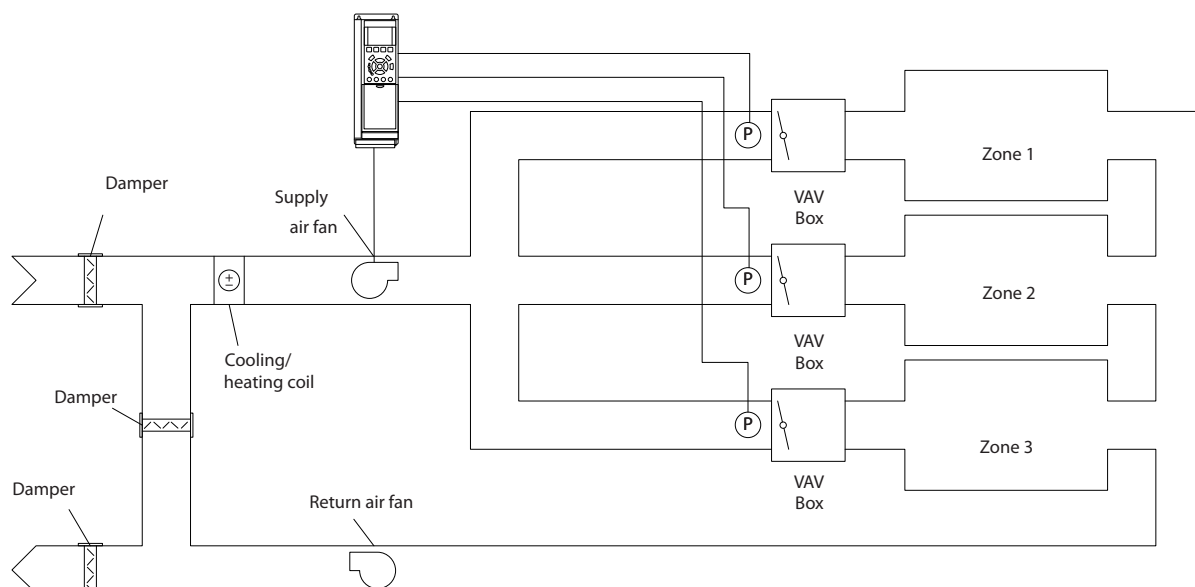 Damper
Supply
air fan
Cooling/
heating coil
Damper
Damper
Return air fan
P
VAV
Box
Zone 1
P
VAV
Box
Zone 2
P
VAV
Box
Zone 3